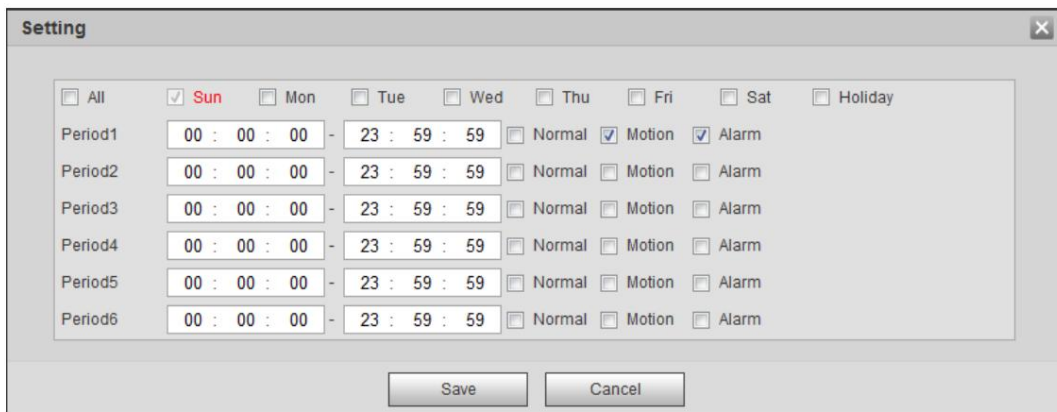 Setting
All Sun Mon Tue Wed Thu Fri Sat Holiday
Period1 00 : 00 : 00 - 23 : 59 : 59 Normal Motion Alarm
Period2 00 : 00 : 00 - 23 : 59 : 59 Normal Motion Alarm
Period3 00 : 00 : 00 - 23 : 59 : 59 Normal Motion Alarm
Period4 00 : 00 : 00 - 23 : 59 : 59 Normal Motion Alarm
Period5 00 : 00 : 00 - 23 : 59 : 59 Normal Motion Alarm
Period6 00 : 00 : 00 - 23 : 59 : 59 Normal Motion Alarm
Save Cancel